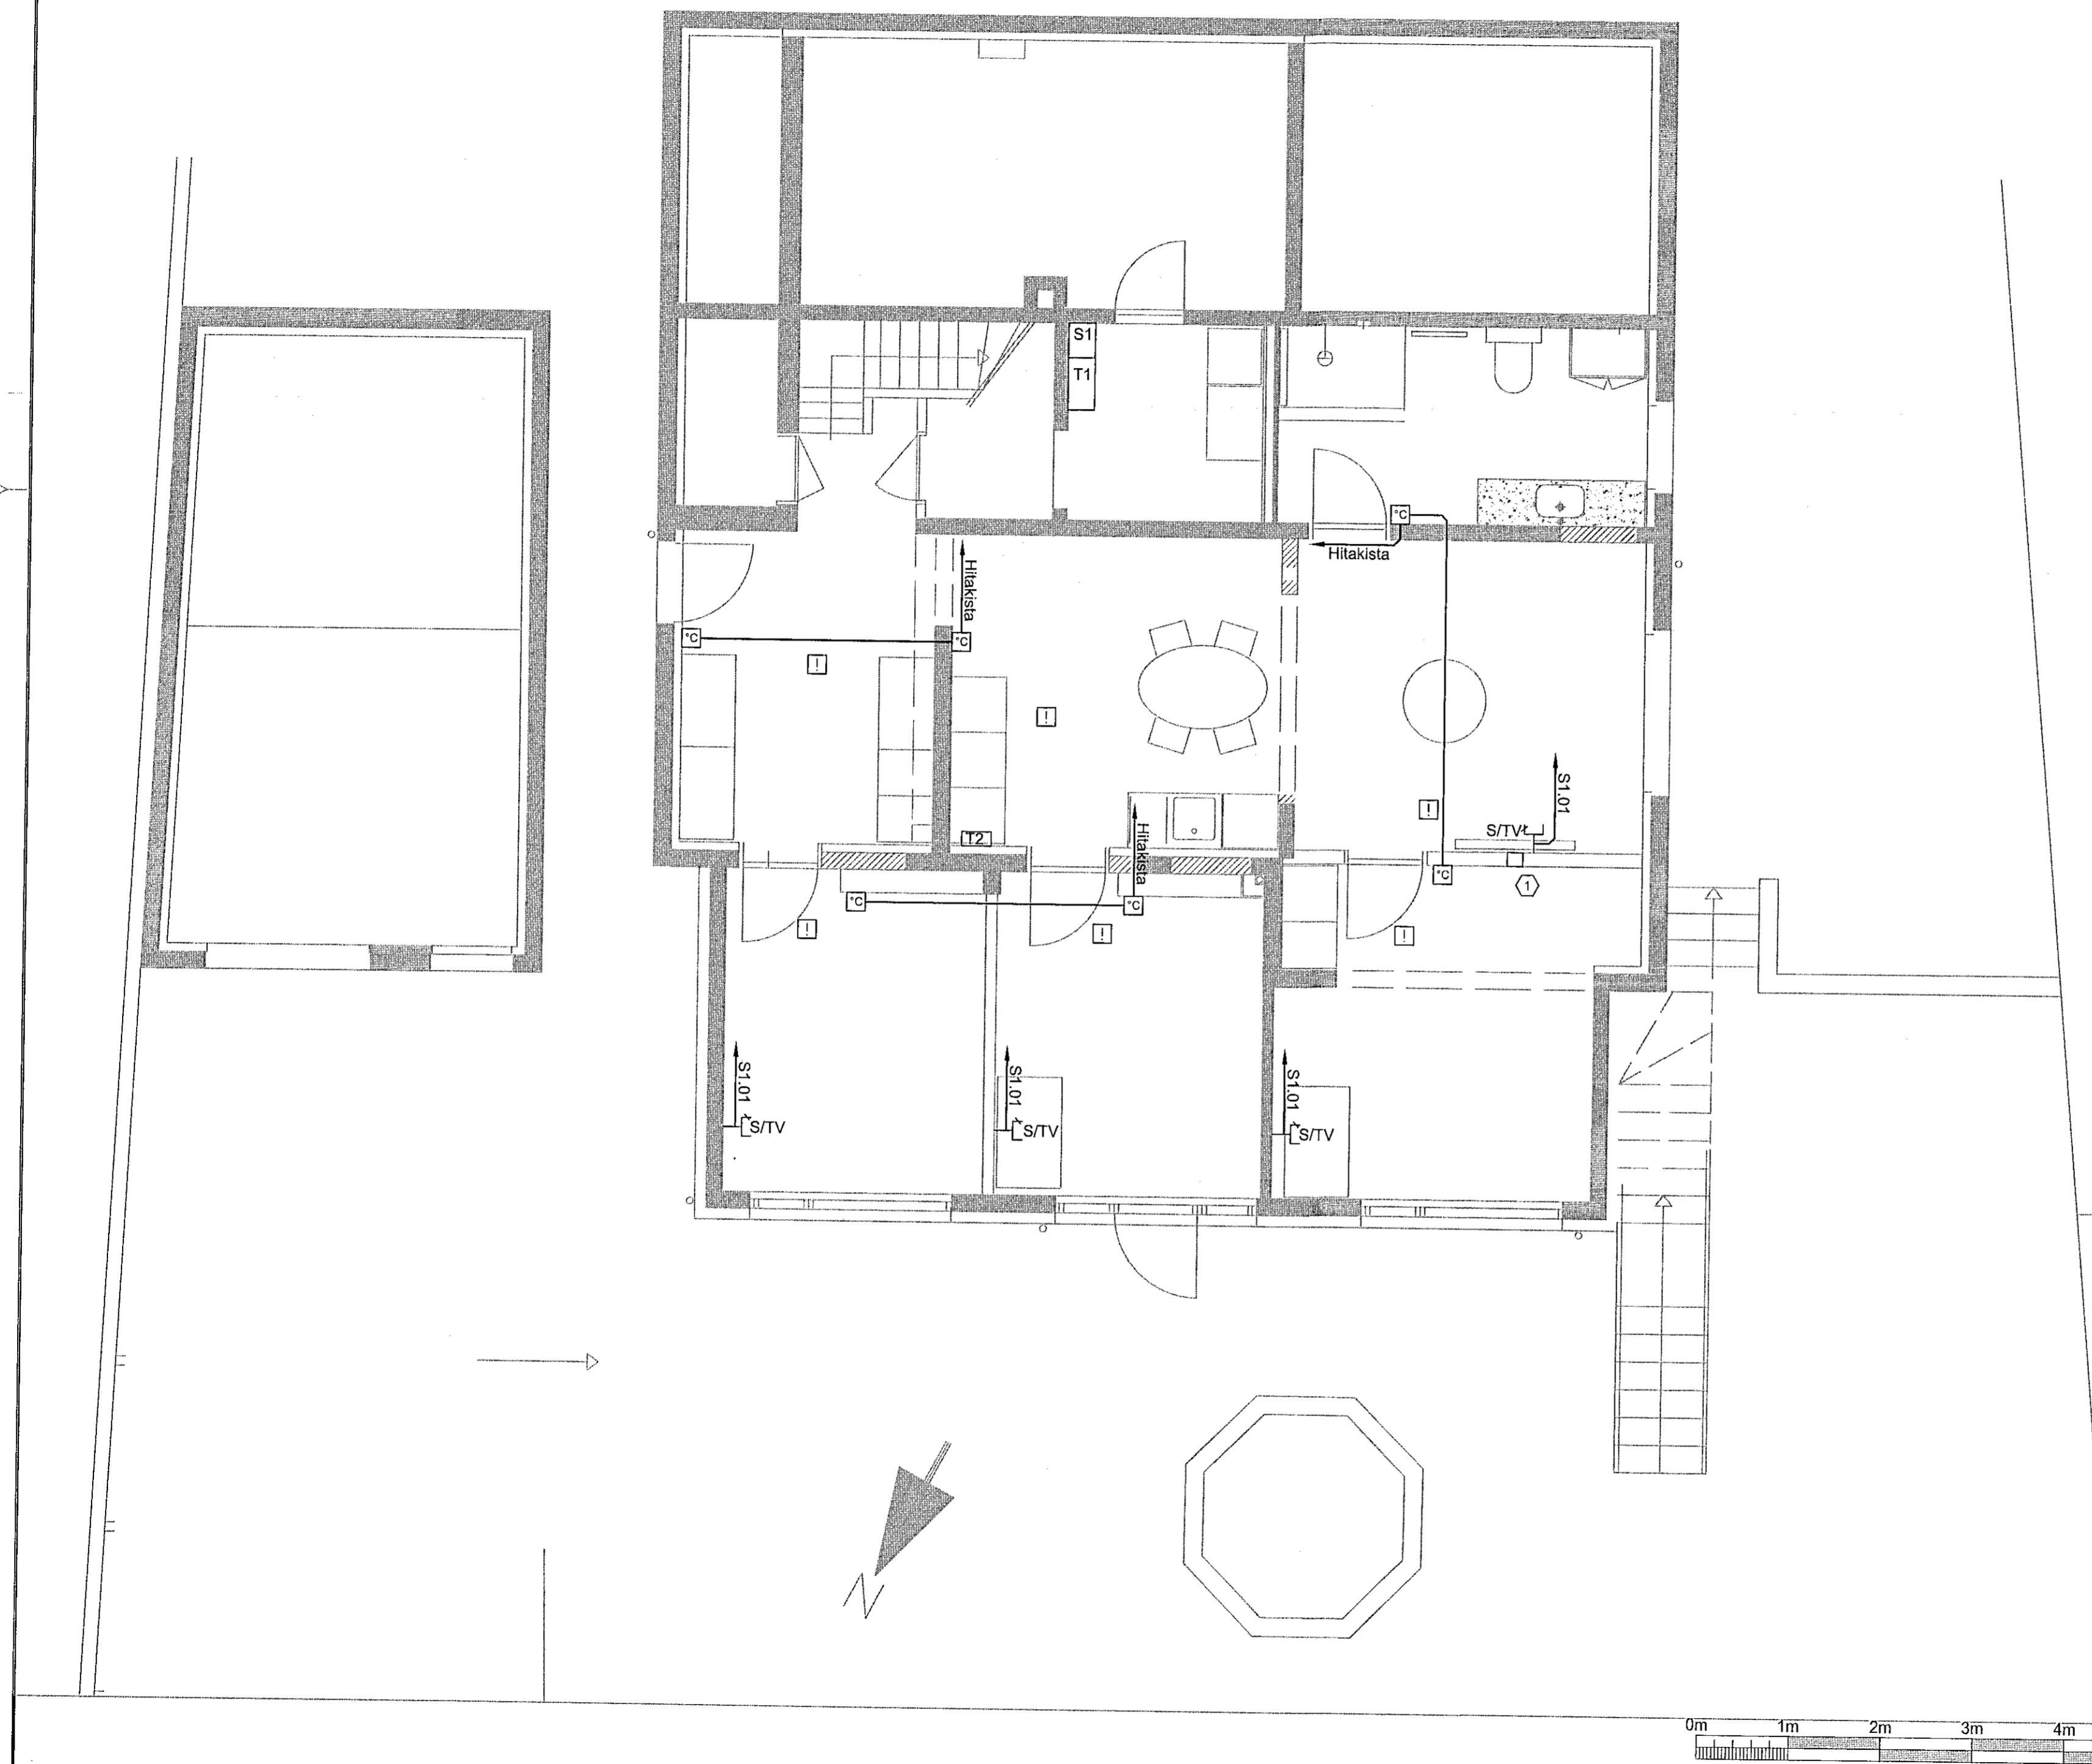 S1
T1
°C
Hitakista
Hitakista
°C
°C
!
!
S1.01
!
S/TV
T2
Hitakista
°C
1
°C
°C
!
!
!
S1.01
S/TV
S1.01
S/TV
S1.01
S/TV
N
0m 1m 2m 3m 4m